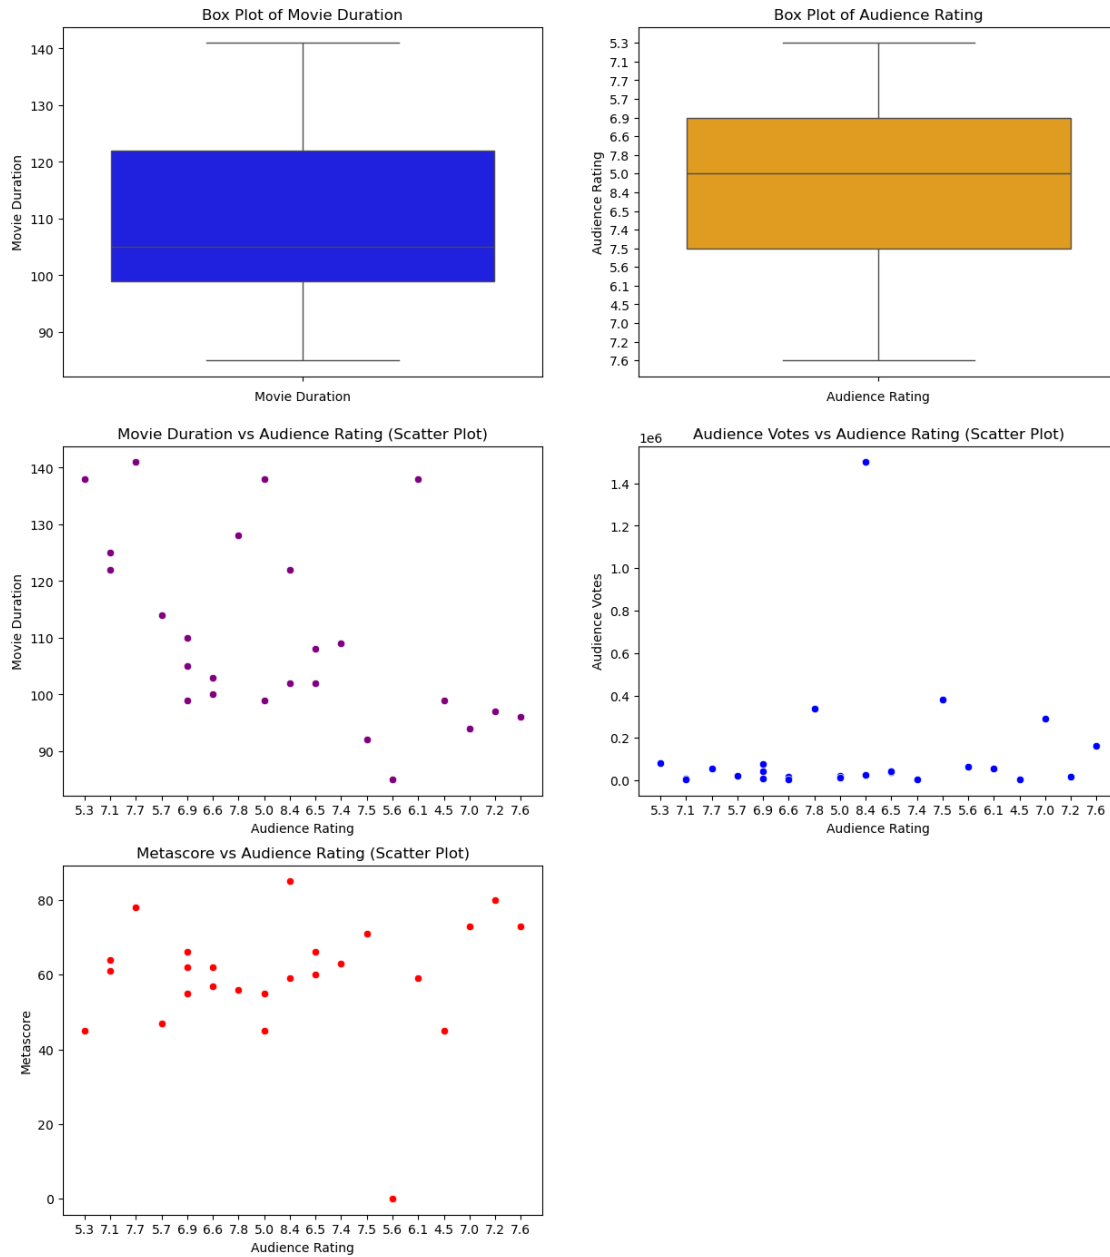 Box Plot of Movie Duration
140
130
120
110
100
90
Movie Duration
Movie Duration
Box Plot of Audience Rating
5.3
7.1
7.7
5.7
6.9
6.6
7.8
5.0
8.4
6.5
7.4
7.5
5.6
6.1
4.5
7.0
7.2
7.6
Audience Rating
Audience Rating
Movie Duration vs Audience Rating (Scatter Plot)
140
130
120
110
100
90
Movie Duration
5.3 7.1 7.7 5.7 6.9 6.6 7.8 5.0 8.4 6.5 7.4 7.5 5.6 6.1 4.5 7.0 7.2 7.6
Audience Rating
Audience Votes vs Audience Rating (Scatter Plot)
1e6
1.4
1.2
1.0
0.8
0.6
0.4
0.2
0.0
Audience Votes
5.3 7.1 7.7 5.7 6.9 6.6 7.8 5.0 8.4 6.5 7.4 7.5 5.6 6.1 4.5 7.0 7.2 7.6
Audience Rating
Metascore vs Audience Rating (Scatter Plot)
80
60
40
20
0
Metascore
5.3 7.1 7.7 5.7 6.9 6.6 7.8 5.0 8.4 6.5 7.4 7.5 5.6 6.1 4.5 7.0 7.2 7.6
Audience Rating